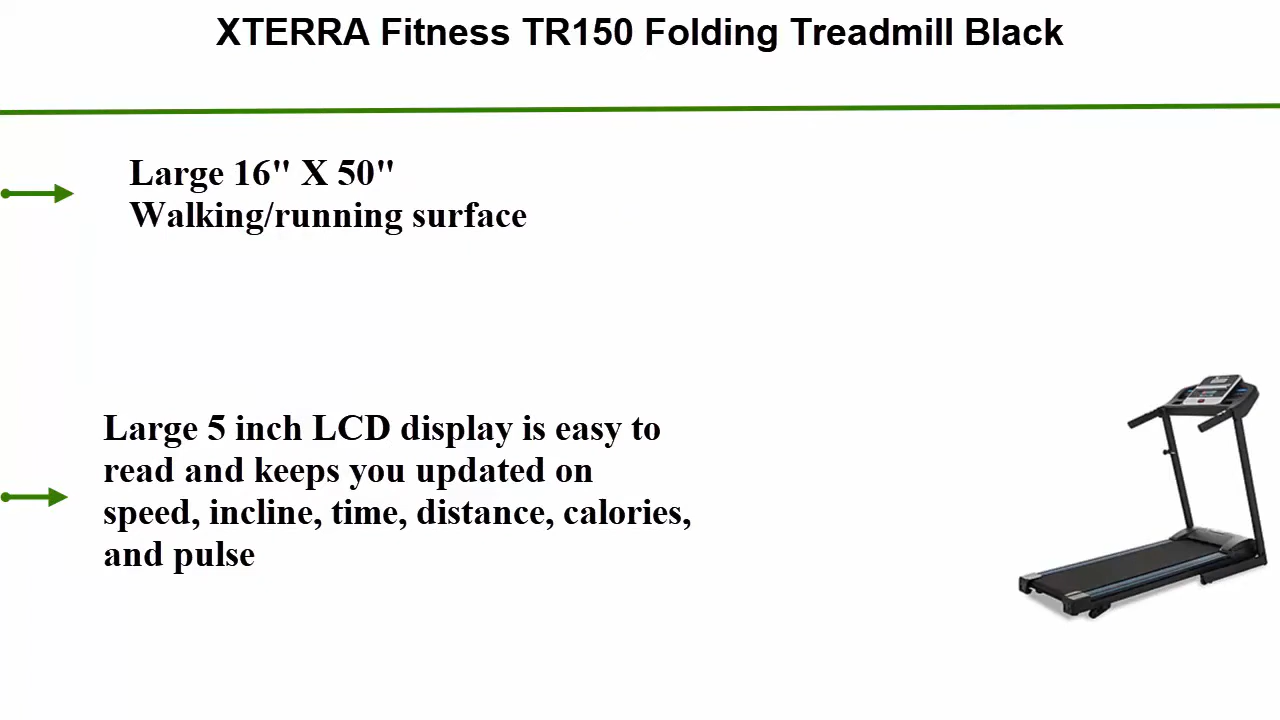 XTERRA Fitness TR150 Folding Treadmill Black
Large 16" X 50"
Walking/running surface
Large 5 inch LCD display is easy to
read and keeps you updated on
speed, incline, time, distance, calories,
and pulse